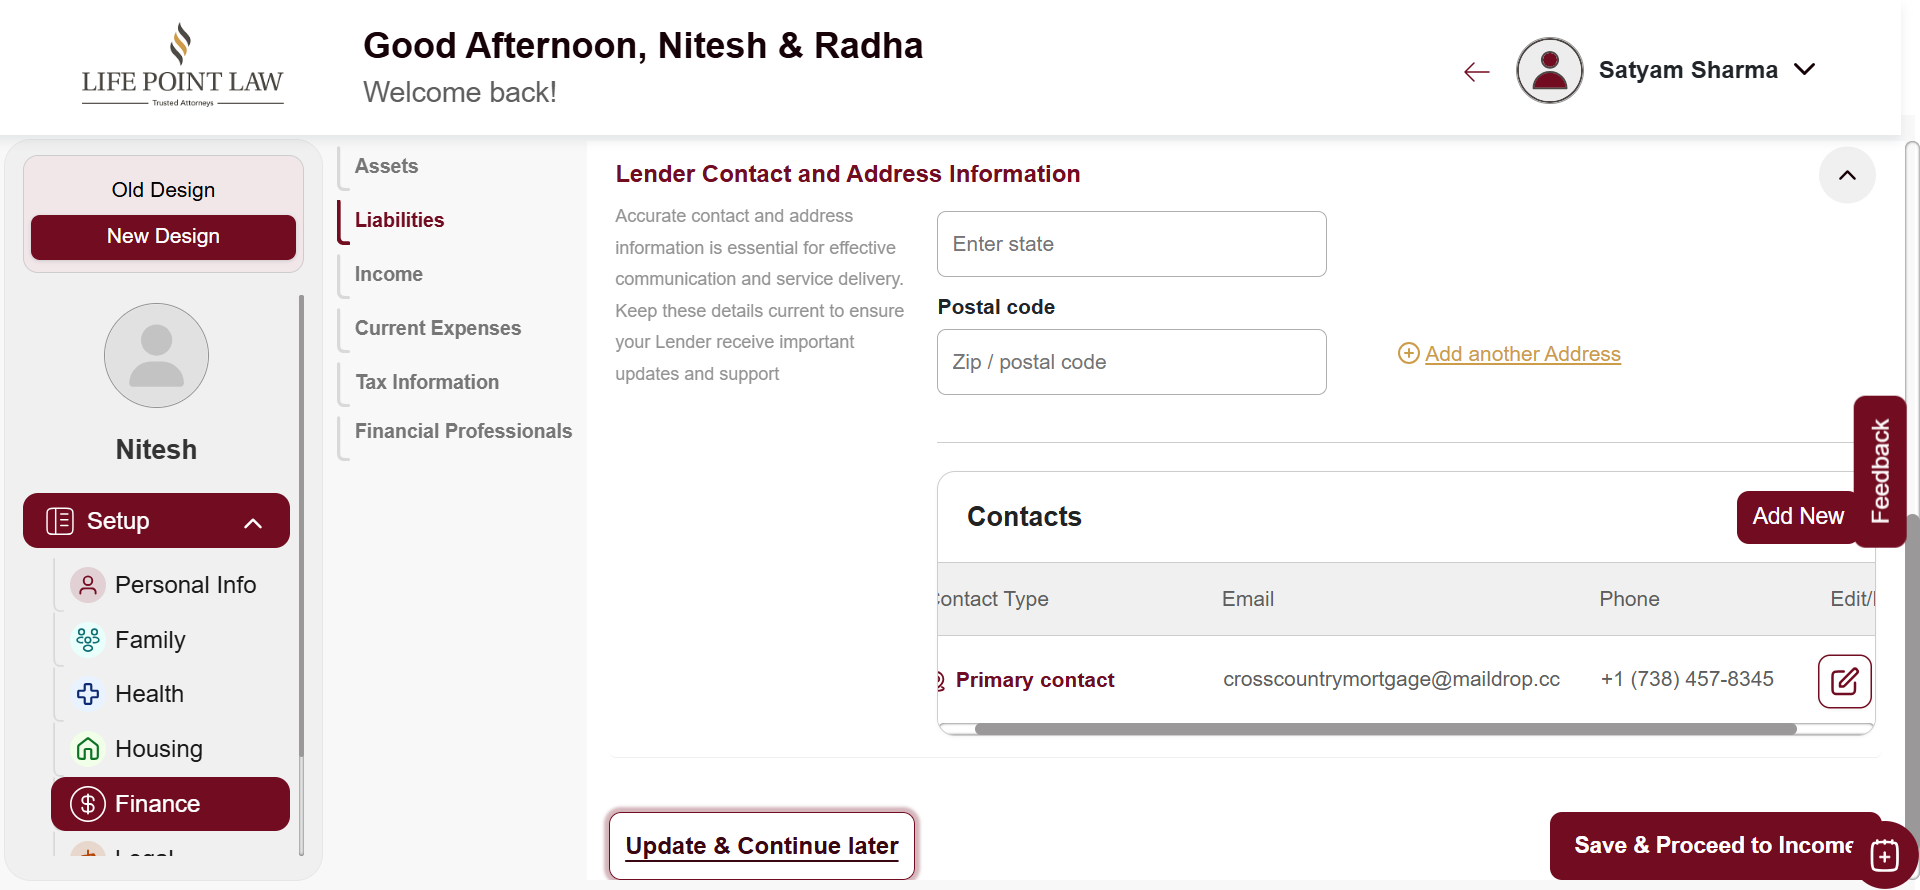 LIFE POINT LAW
Trusted Attorneys
Good Afternoon, Nitesh & Radha
Welcome back!
Satyam Sharma
Old Design
New Design
Nitesh
Setup
Personal Info
Family
Health
Housing
Finance
Assets
Liabilities
Income
Current Expenses
Tax Information
Financial Professionals
Lender Contact and Address Information
Accurate contact and address
information is essential for effective
communication and service delivery.
Keep these details current to ensure
your Lender receive important
updates and support
Enter state
Postal code
Zip / postal code
Add another Address
Feedback
Contacts
Add New
Contact Type Email Phone Edit/
Primary contact crosscountrymortgage@maildrop.cc +1 (738) 457-8345
Update & Continue later
Save & Proceed to Income